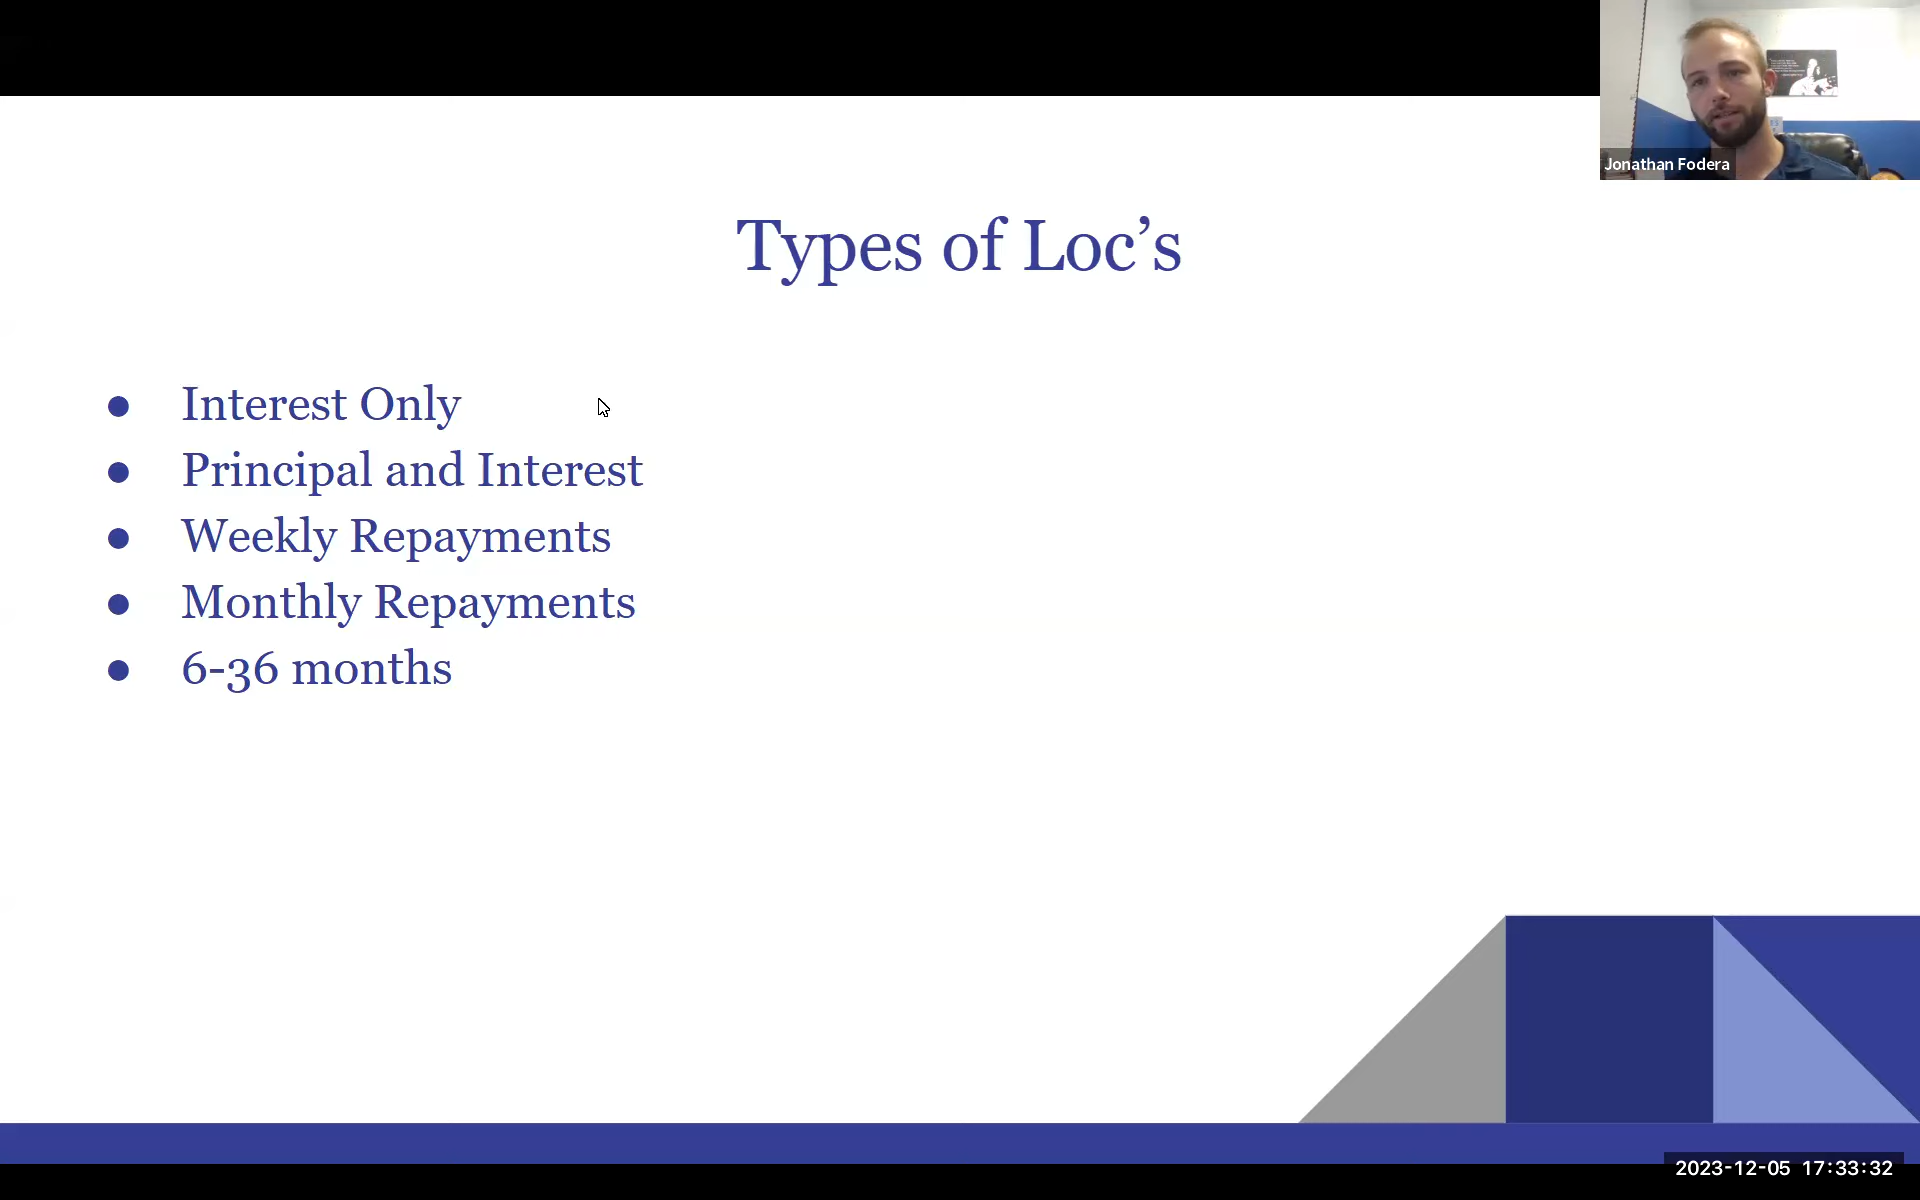 Jonathan Fodera
Types of Loc’s
● Interest Only
● Principal and Interest
● Weekly Repayments
● Monthly Repayments
● 6-36 months
2023-12-05 17:33:32